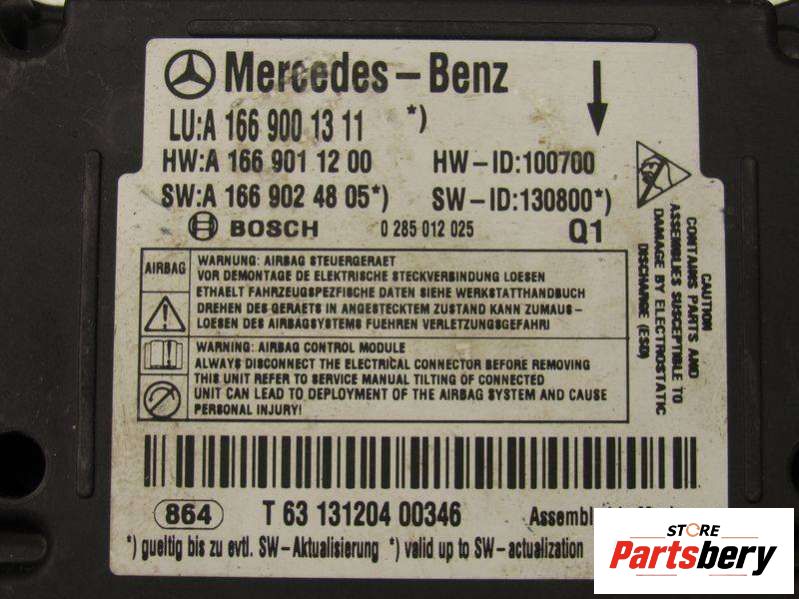 Mercedes-Benz
LU:A 166 900 13 11 *)
HW:A 166 901 12 00 HW-ID:100700
SW:A 166 902 48 05*) SW-ID:130800*)
BOSCH 0 285 012 025 Q1
AIRBAG
WARNUNG: AIRBAG STEUERGERAET
VOR DEMONTAGE DE ELEKTRISCHE STECKVERBINDUNG LOESEN
ETHAELT FAHRZEUGSPEZFISCHE DATEN SIEHE WERKSTATTHANDBUCH
DREHEN DES GERAETS IN ANGESTECKTEM ZUSTAND KANN ZUMAUS-
LOESEN DES AIRBAGSYSTEMS FUEHREN VERLETZUNGSGEFAHR!
WARNING: AIRBAG CONTROL MODULE
ALWAYS DISCONNECT THE ELECTRICAL CONNECTOR BEFORE REMOVING
THIS UNIT REFER TO SERVICE MANUAL TILTING OF CONNECTED
UNIT CAN LEAD TO DEPLOYMENT OF THE AIRBAG SYSTEM AND CAUSE
PERSONAL INJURY!
CAUTION
CONTAINS PARTS AND
ASSEMBLIES SUSCEPTIBLE TO
DAMAGE BY ELECTROSTATIC
DISCHARGE (ESD)
864 T 63 131204 00346
*) gueltig bis zu evtl. SW-Aktualisierung *) valid up to SW-actualization
STORE
Partsbery